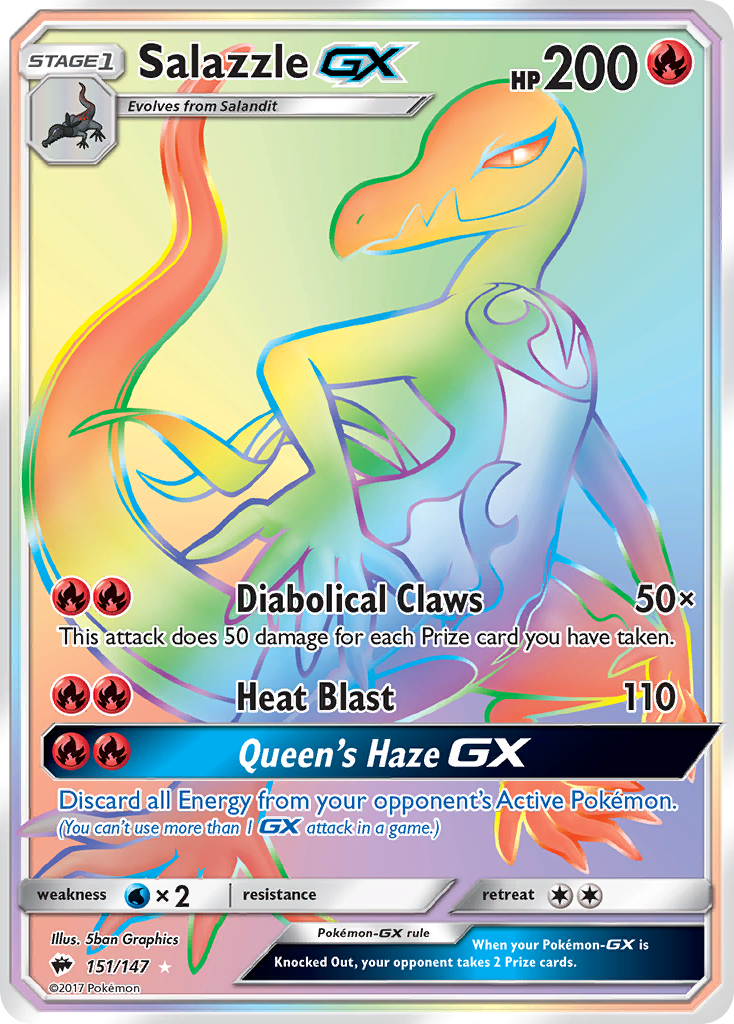 STAGE1 Salazzle GX HP200
Evolves from Salandit
Diabolical Claws 50×
This attack does 50 damage for each Prize card you have taken.
Heat Blast 110
Queen's Haze GX
Discard all Energy from your opponent's Active Pokémon.
(You can't use more than 1 GX attack in a game.)
weakness ×2 resistance retreat
Illus. 5ban Graphics
151/147
©2017 Pokémon
Pokémon-GX rule
When your Pokémon-GX is
Knocked Out, your opponent takes 2 Prize cards.